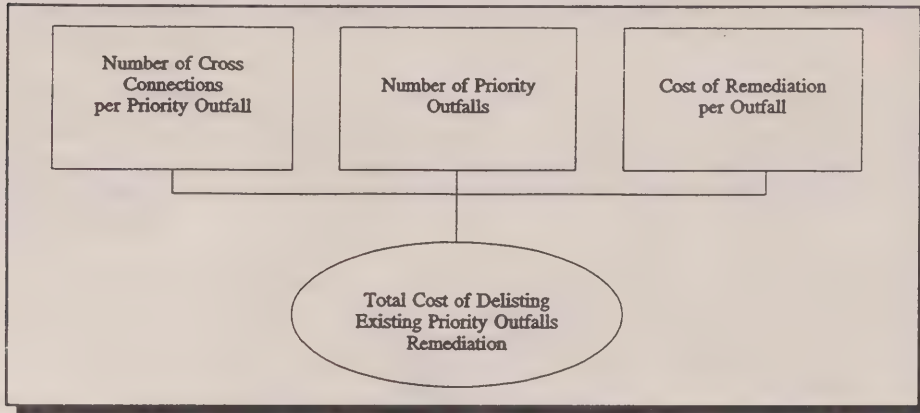 Number of Cross
Connections
per Priority Outfall
Number of Priority
Outfalls
Cost of Remediation
per Outfall
Total Cost of Delisting
Existing Priority Outfalls
Remediation